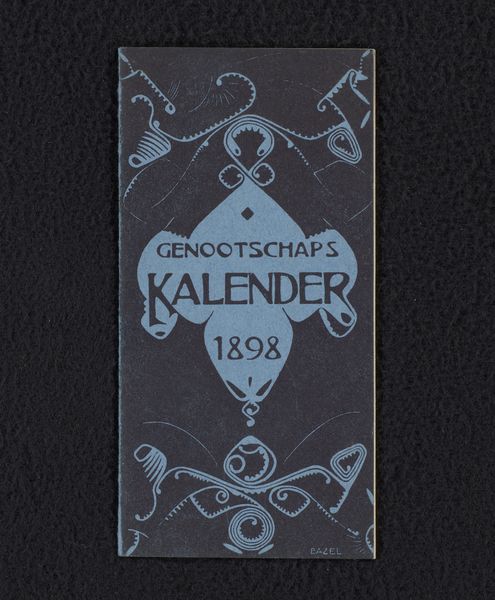 GENOOTSCHAPS
KALENDER
1898
BAZEL